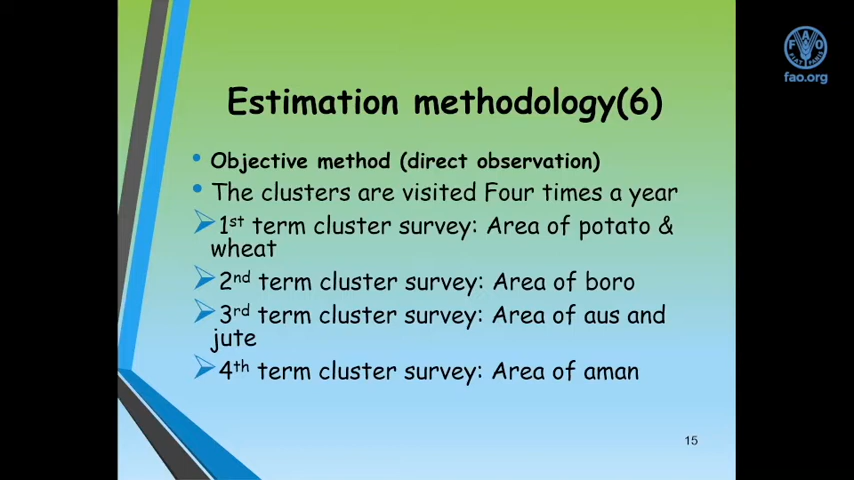 Estimation methodology(6)
• Objective method (direct observation)
• The clusters are visited Four times a year
➢1st term cluster survey: Area of potato &
wheat
➢2nd term cluster survey: Area of boro
➢3rd term cluster survey: Area of aus and
jute
➢4th term cluster survey: Area of aman
15
F A O
FIAT PANIS
fao.org